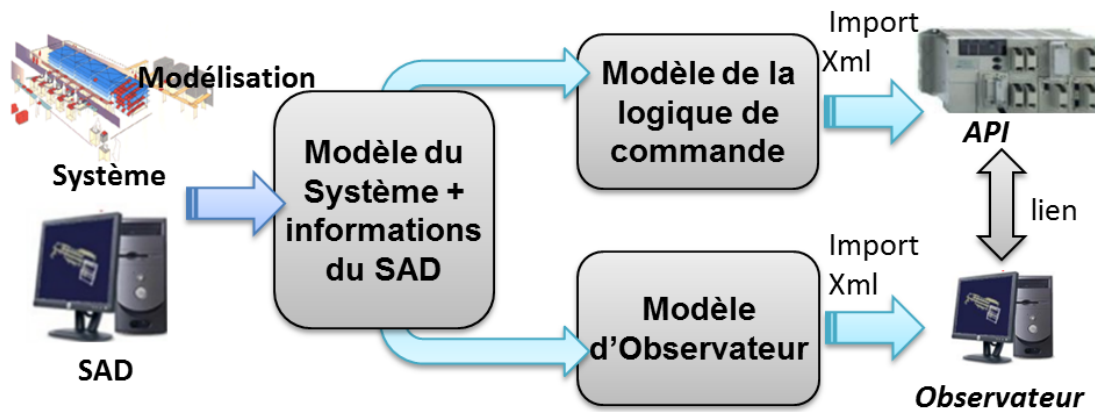 Modélisation
Système
SAD
Modèle du
Système +
informations
du SAD
Modèle de la
logique de
commande
Import
Xml
API
lien
Modèle
d'Observateur
Import
Xml
Observateur